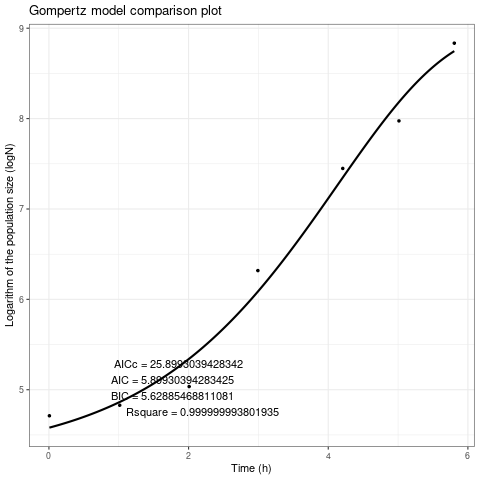 Gompertz model comparison plot
Logarithm of the population size (logN)
9
8
7
6
5
AICc = 25.8993039428342
AIC = 5.89930394283425
BIC = 5.62885468811081
Rsquare = 0.999999993801935
0 2 4 6
Time (h)